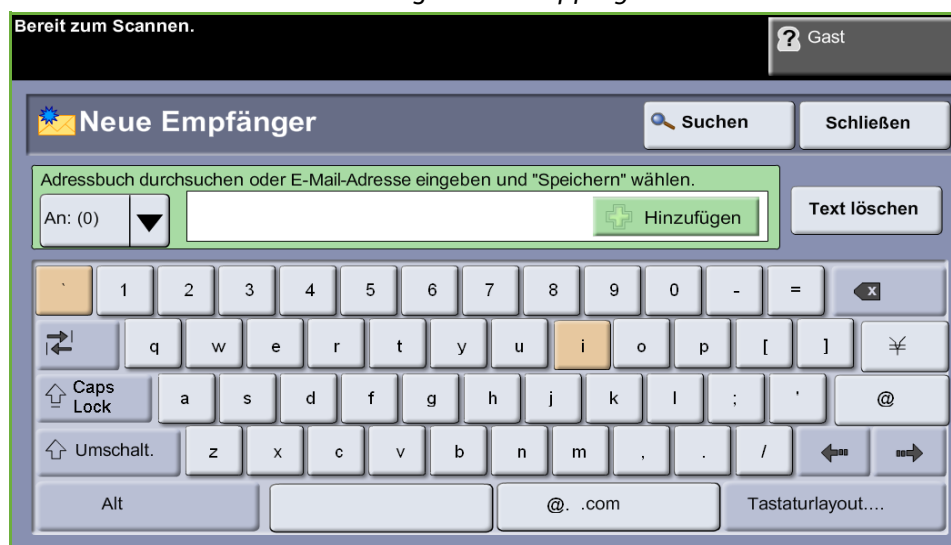 Bereit zum Scannen.
? Gast
Neue Empfänger
Suchen
Schließen
Adressbuch durchsuchen oder E-Mail-Adresse eingeben und "Speichern" wählen.
An: (0)
Hinzufügen
Text löschen
` 1 2 3 4 5 6 7 8 9 0 - = x
q w e r t y u i o p [ ] ¥
Caps Lock a s d f g h j k l ; ' @
Umschalt. z x c v b n m , . /
Alt @. .com Tastaturlayout....